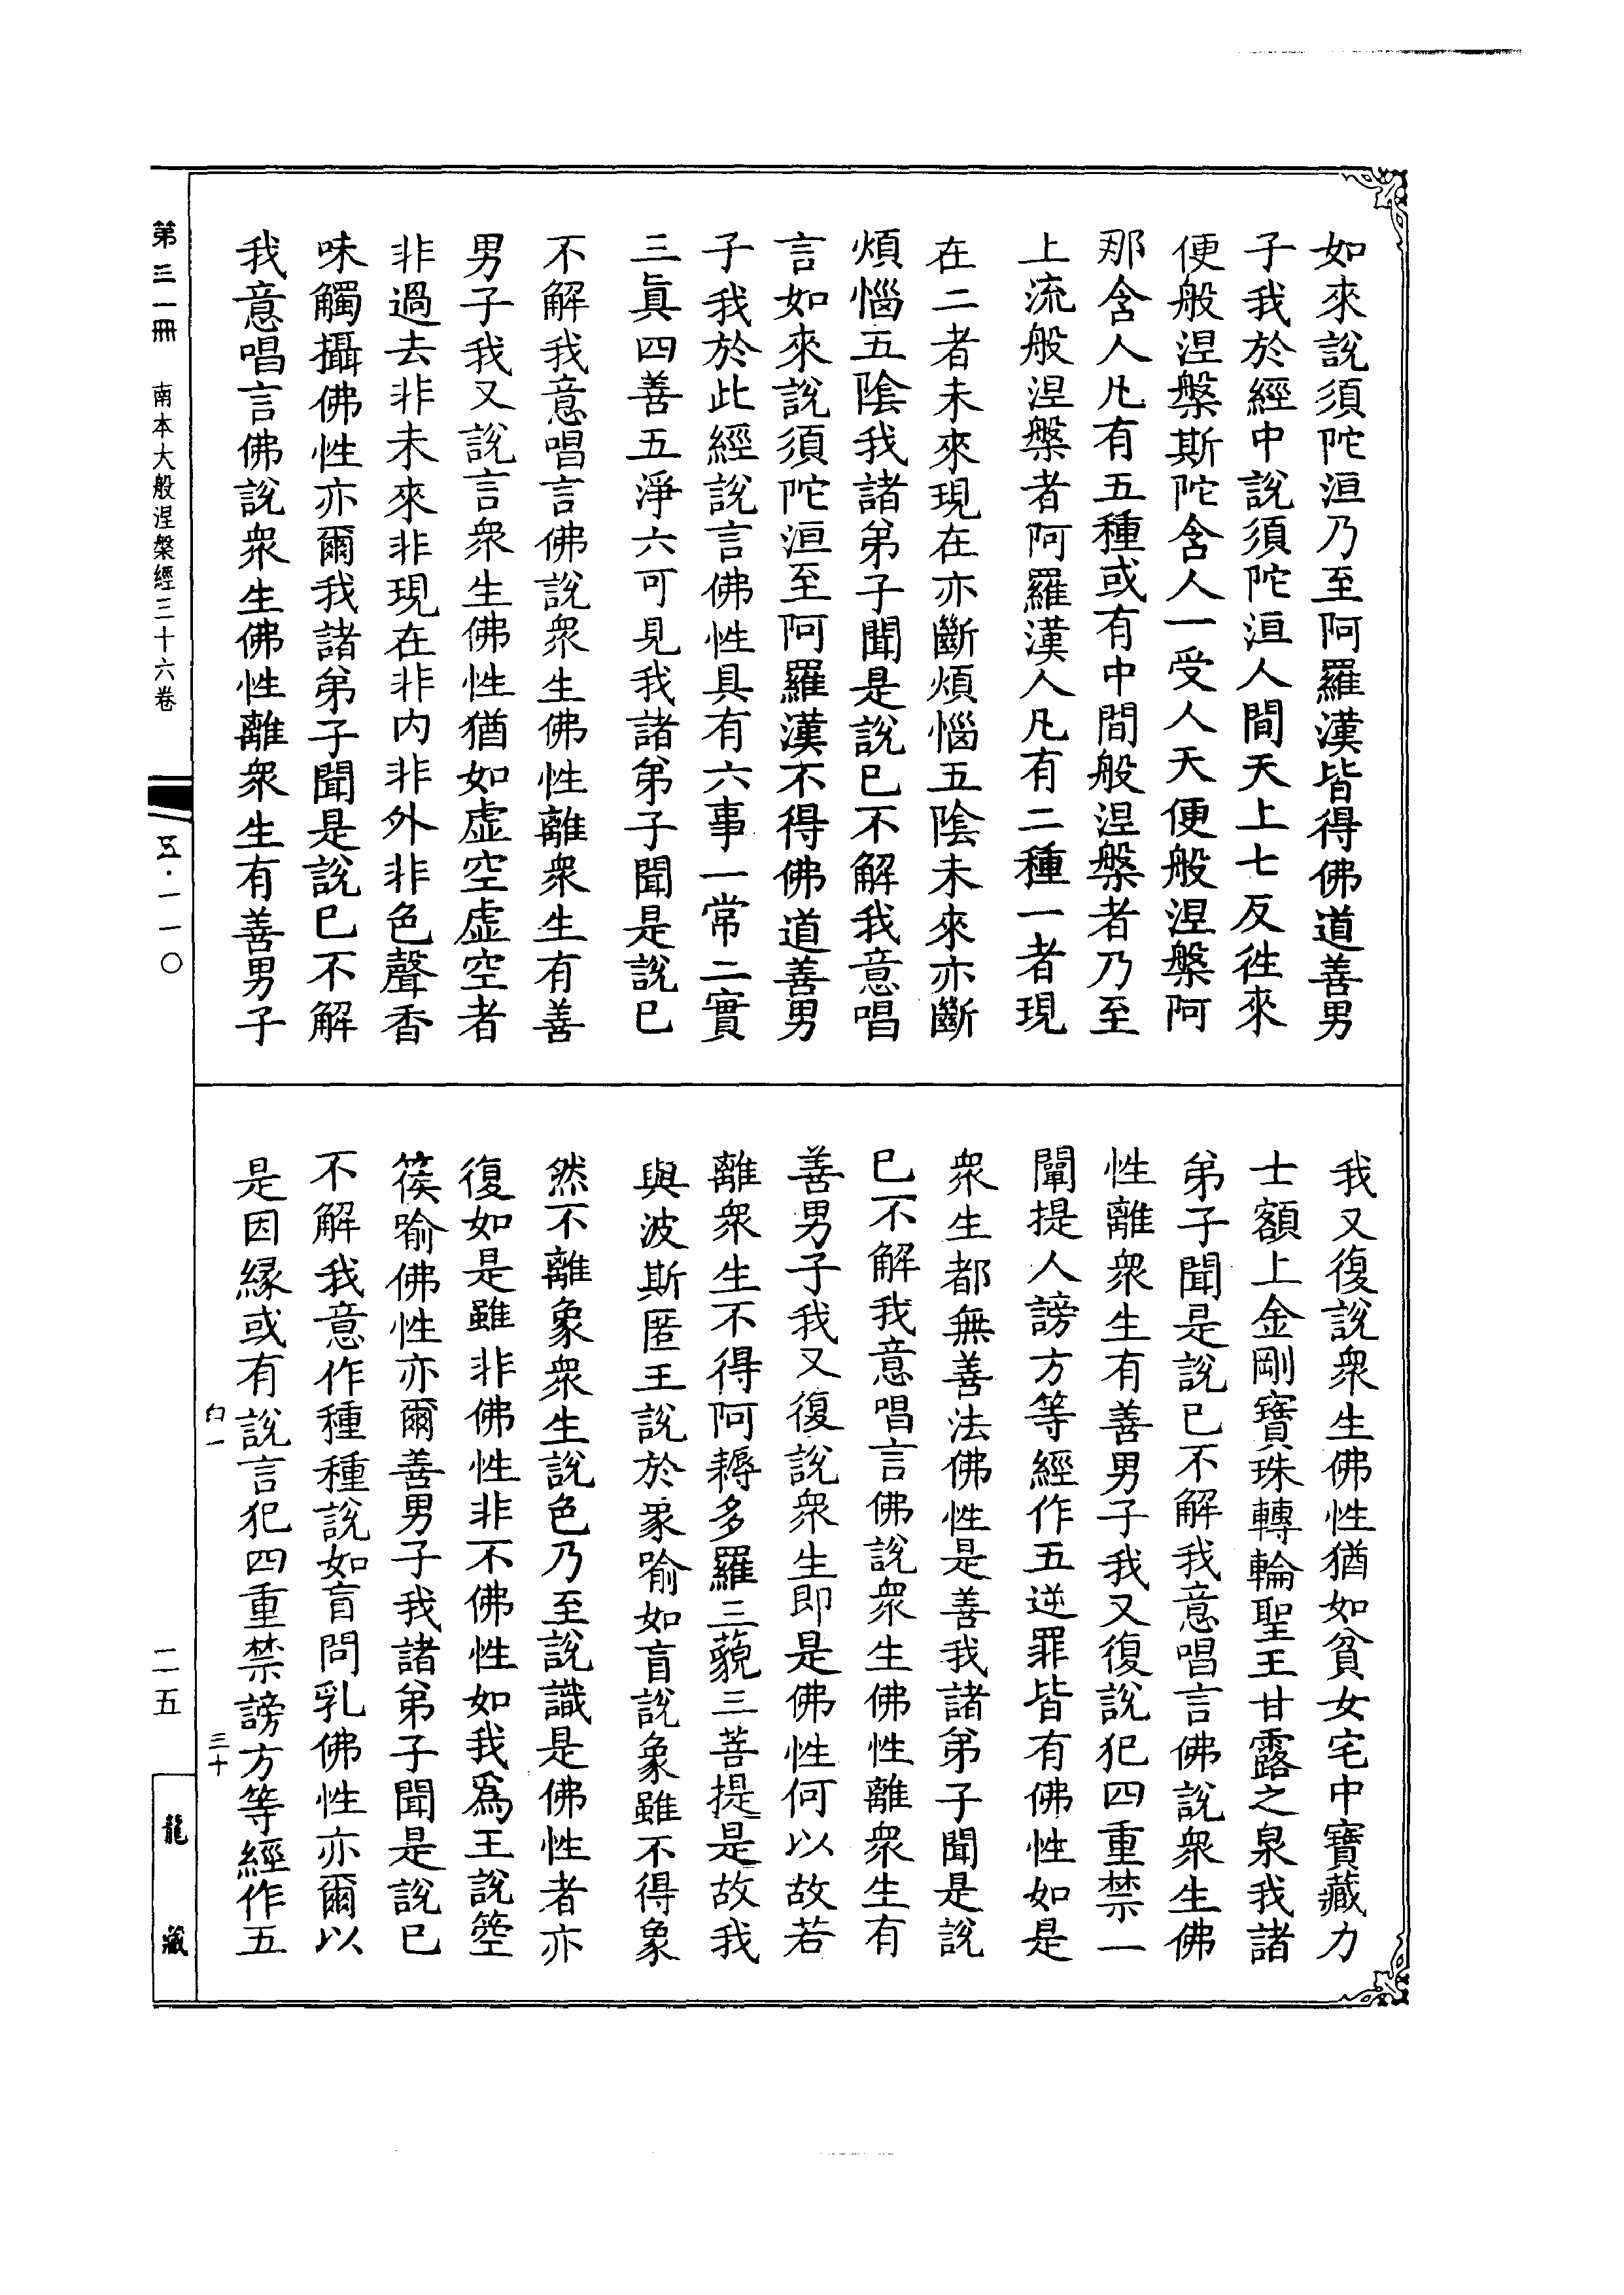 如來說須陀洹乃至阿羅漢皆得佛道善男
子我於經中說須陀洹人間天上七反徃來
便般涅槃斯陀含人一受人天便般涅槃阿
那含人凡有五種或有中間般涅槃者乃至
上流般涅槃者阿羅漢人凡有二種一者現
在二者未來現在亦斷煩惱五陰未來亦斷
煩惱五陰我諸弟子聞是說已不解我意唱
言如來說須陀洹至阿羅漢不得佛道善男
子我於此經說言佛性具有六事一常二實
三眞四善五淨六可見我諸弟子聞是說已
不解我意唱言佛說衆生佛性離衆生有善
男子我又說言衆生佛性猶如虛空虛空者
非過去非未來非現在非内非外非色聲香
味觸攝佛性亦爾我諸弟子聞是說已不解
我意唱言佛說衆生佛性離衆生有善男子
我又復說衆生佛性猶如貧女宅中寶藏力
士額上金剛寶珠轉輪聖王甘露之泉我諸
弟子聞是說已不解我意唱言佛說衆生佛
性離衆生有善男子我又復說犯四重禁一
闡提人謗方等經作五逆罪皆有佛性如是
衆生都無善法佛性是善我諸弟子聞是說
已不解我意唱言佛說衆生佛性離衆生有
善男子我又復說衆生即是佛性何以故若
離衆生不得阿耨多羅三藐三菩提是故我
與波斯匿王說於象喻如盲說象雖不得象
然不離象衆生說色乃至說識是佛性者亦
復如是雖非佛性非不佛性如我爲王說箜
篌喻佛性亦爾善男子我諸弟子聞是說已
不解我意作種種說如盲問乳佛性亦爾以
是因緣或有說言犯四重禁謗方等經作五
白一
三十
第三一冊
南本大般涅槃經三十六卷
五·一一〇
二五
龍藏